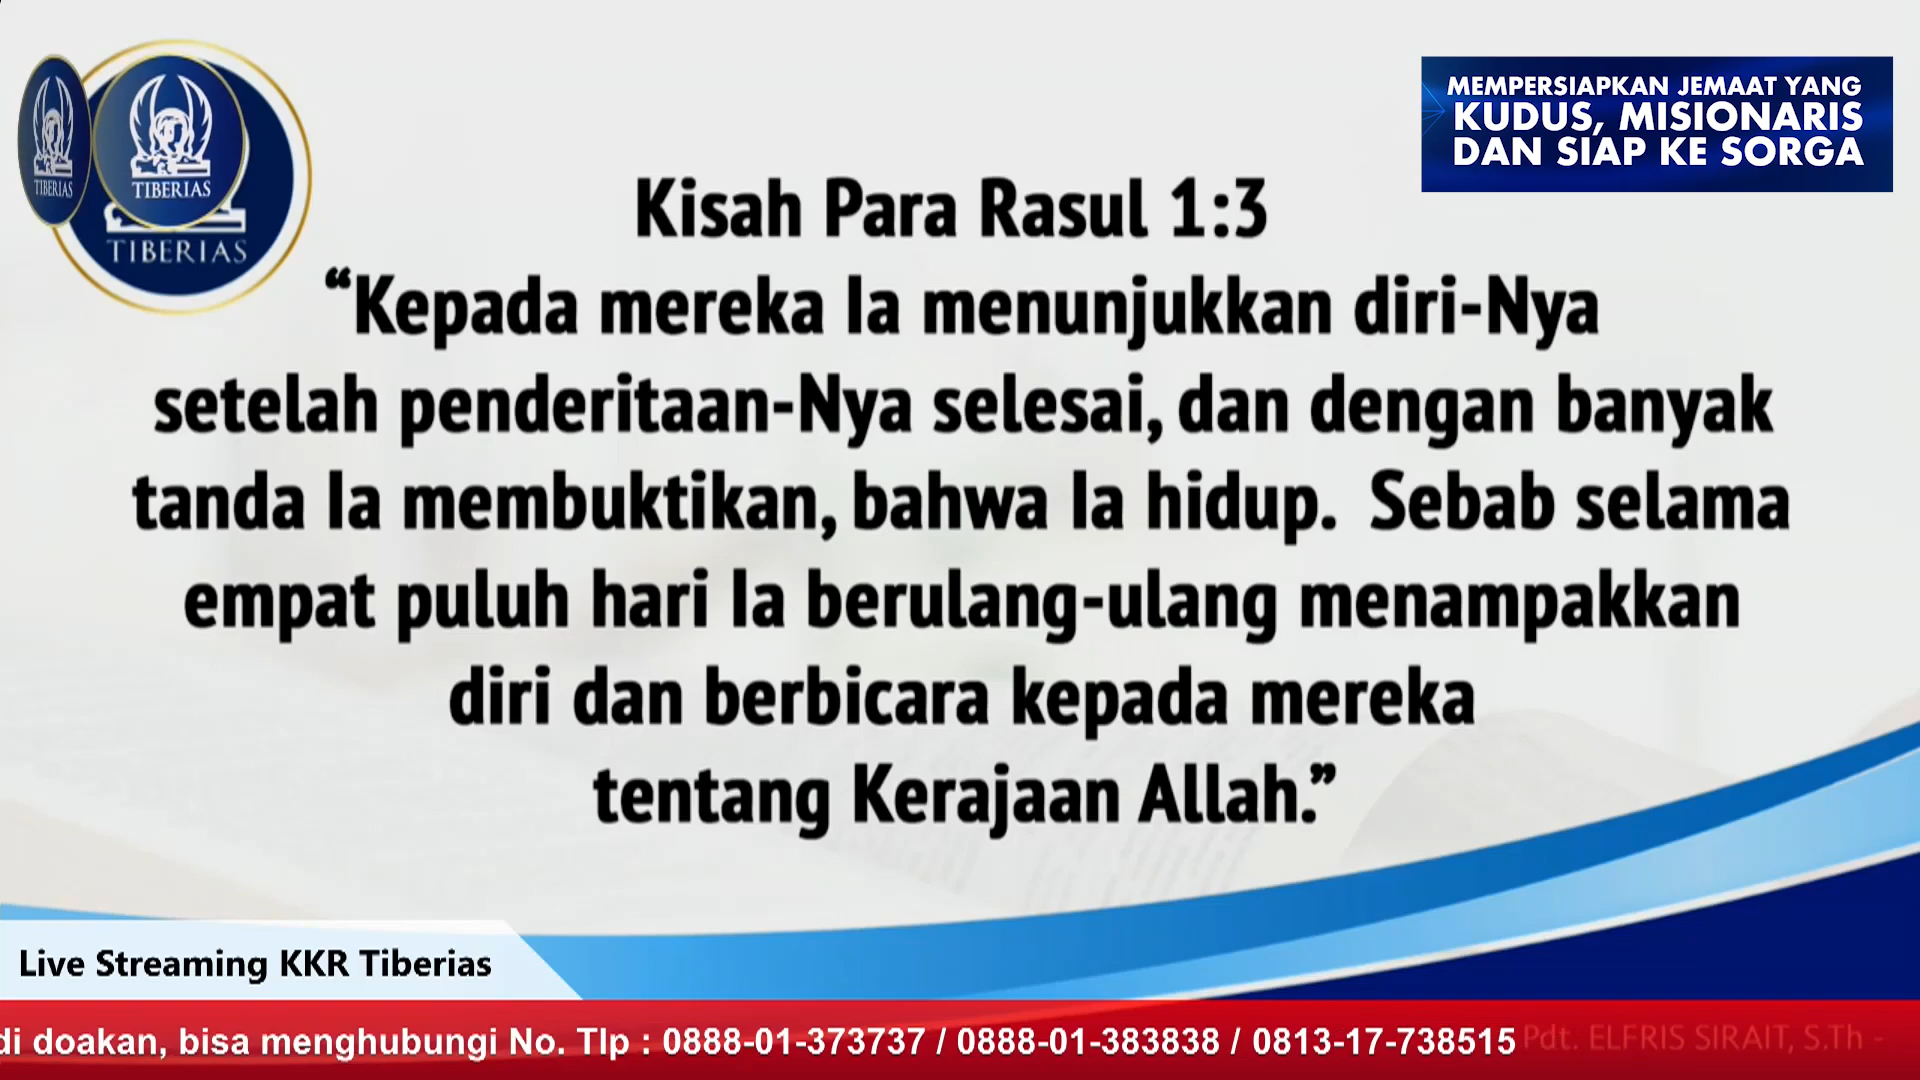 TIBERIAS
TIBERIAS
TIBERIAS
MEMPERSIAPKAN JEMAAT YANG
KUDUS, MISIONARIS
DAN SIAP KE SORGA
Kisah Para Rasul 1:3
“Kepada mereka Ia menunjukkan diri-Nya
setelah penderitaan-Nya selesai, dan dengan banyak
tanda Ia membuktikan, bahwa Ia hidup. Sebab selama
empat puluh hari Ia berulang-ulang menampakkan
diri dan berbicara kepada mereka
tentang Kerajaan Allah.”
Live Streaming KKR Tiberias
di doakan, bisa menghubungi No. Tlp : 0888-01-373737 / 0888-01-383838 / 0813-17-738515
Pdt. ELFRIS SIRAIT, S.Th -